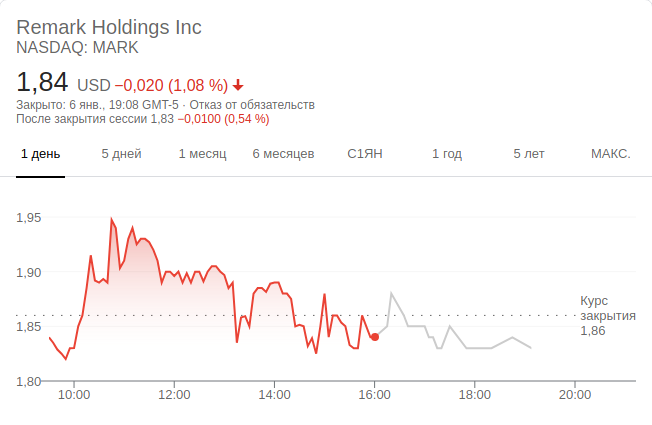 Remark Holdings Inc
NASDAQ: MARK
1,84 USD −0,020 (1,08 %)
Закрыто: 6 янв., 19:08 GMT-5 · Отказ от обязательств
После закрытия сессии 1,83 −0,0100 (0,54 %)
1 день 5 дней 1 месяц 6 месяцев С1ЯН 1 год 5 лет МАКС.
1,95
1,90
Курс
закрытия
1,86
1,85
1,80
10:00 12:00 14:00 16:00 18:00 20:00